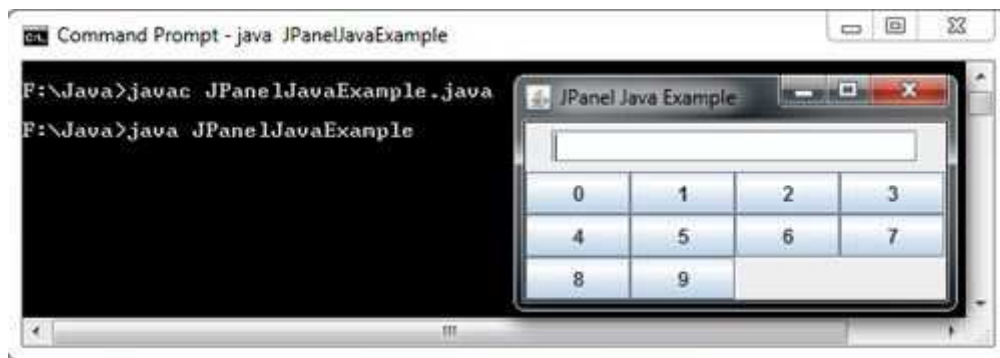 Command Prompt - java JPanelJavaExample
F:\Java>javac JPanelJavaExample.java
F:\Java>java JPanelJavaExample
JPanel Java Example
0 1 2 3
4 5 6 7
8 9